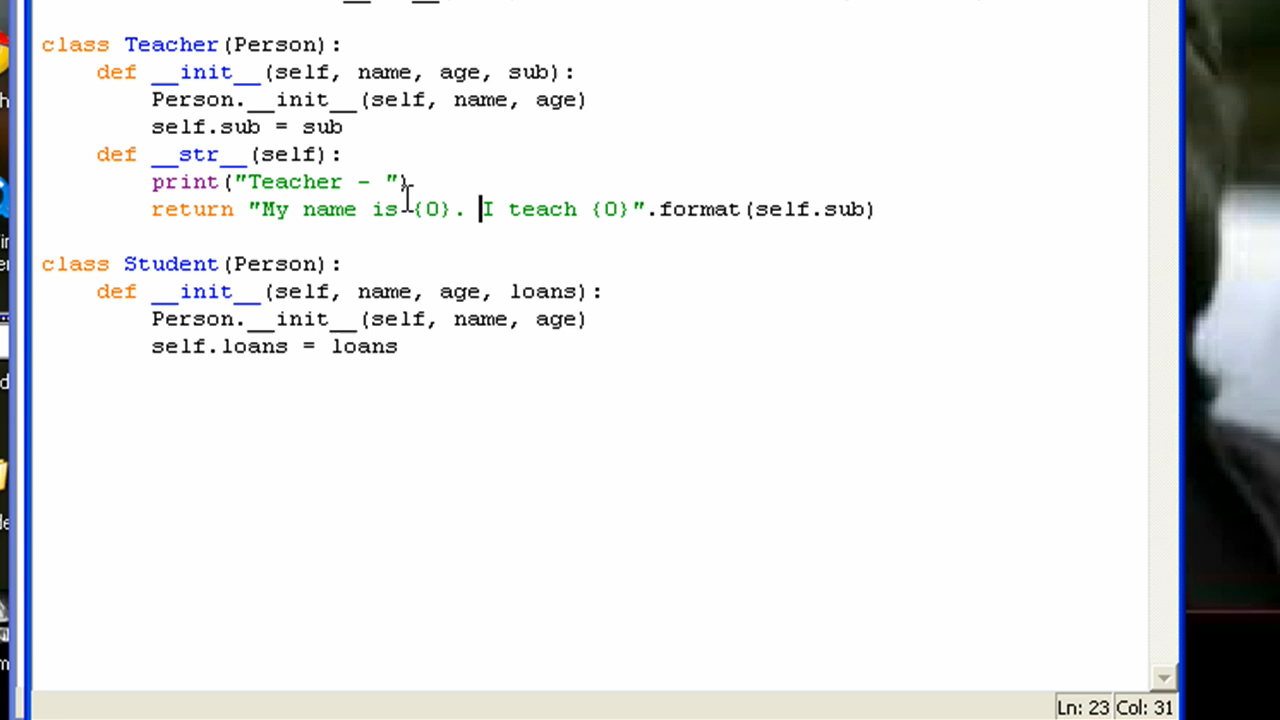 class Teacher(Person):
    def __init__(self, name, age, sub):
        Person.__init__(self, name, age)
        self.sub = sub
    def __str__(self):
        print("Teacher - ")
        return "My name is {0}. I teach {0}".format(self.sub)
class Student(Person):
    def __init__(self, name, age, loans):
        Person.__init__(self, name, age)
        self.loans = loans
Ln: 23 Col: 31